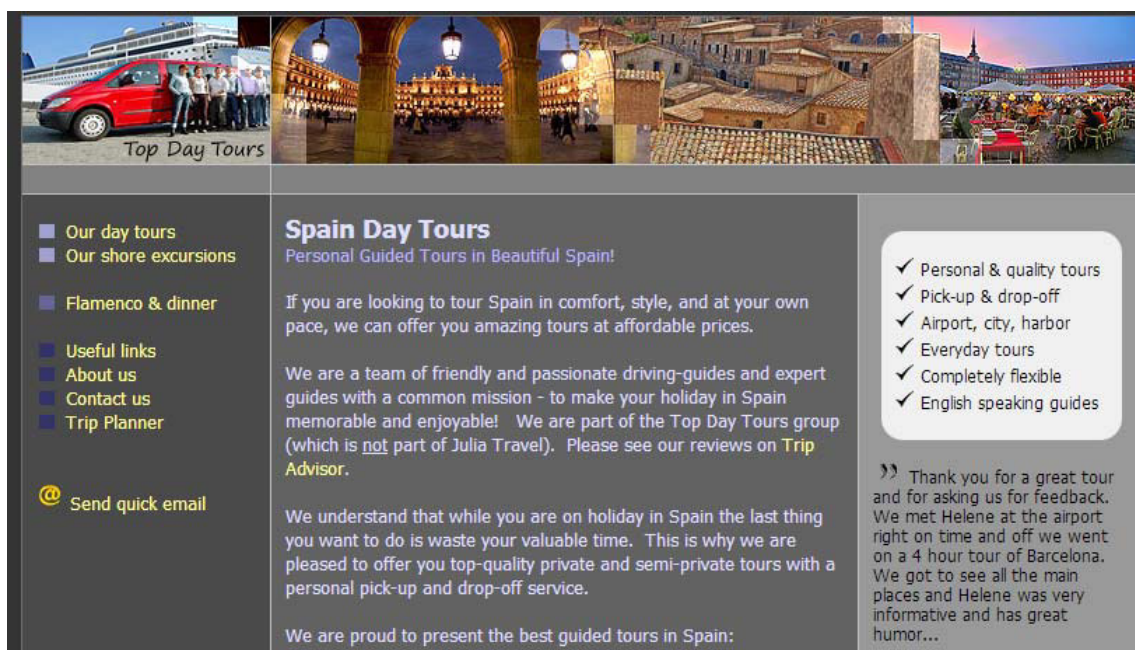 Top Day Tours
Our day tours
Our shore excursions
Flamenco & dinner
Useful links
About us
Contact us
Trip Planner
@ Send quick email
Spain Day Tours
Personal Guided Tours in Beautiful Spain!
If you are looking to tour Spain in comfort, style, and at your own
pace, we can offer you amazing tours at affordable prices.
We are a team of friendly and passionate driving-guides and expert
guides with a common mission - to make your holiday in Spain
memorable and enjoyable!   We are part of the Top Day Tours group
(which is not part of Julia Travel).  Please see our reviews on Trip
Advisor.
We understand that while you are on holiday in Spain the last thing
you want to do is waste your valuable time.  This is why we are
pleased to offer you top-quality private and semi-private tours with a
personal pick-up and drop-off service.
We are proud to present the best guided tours in Spain:
✓ Personal & quality tours
✓ Pick-up & drop-off
✓ Airport, city, harbor
✓ Everyday tours
✓ Completely flexible
✓ English speaking guides
” Thank you for a great tour
and for asking us for feedback.
We met Helene at the airport
right on time and off we went
on a 4 hour tour of Barcelona.
We got to see all the main
places and Helene was very
informative and has great
humor...